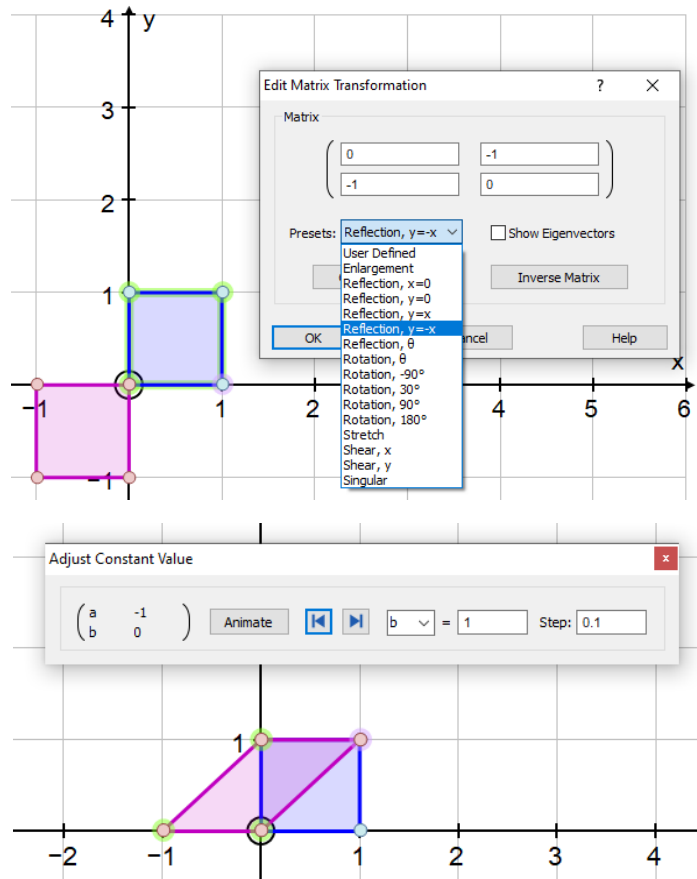 4 y
Edit Matrix Transformation ? ×
3
Matrix
0 -1
-1 0
2
Presets: Reflection, y=-x Show Eigenvectors
User Defined
Enlargement
Inverse Matrix
Reflection, x=0
Reflection, y=0
1
Reflection, y=x
Reflection, y=-x
OK Help
Reflection, θ
Rotation, θ
x
Rotation, -90°
Rotation, 30°
−1 1 2 4 5 6
Rotation, 90°
Rotation, 180°
Stretch
Shear, x
Shear, y
−1
Singular
Adjust Constant Value x
a -1
b 0
Animate b = 1 Step: 0.1
1
−2 −1 1 2 3 4